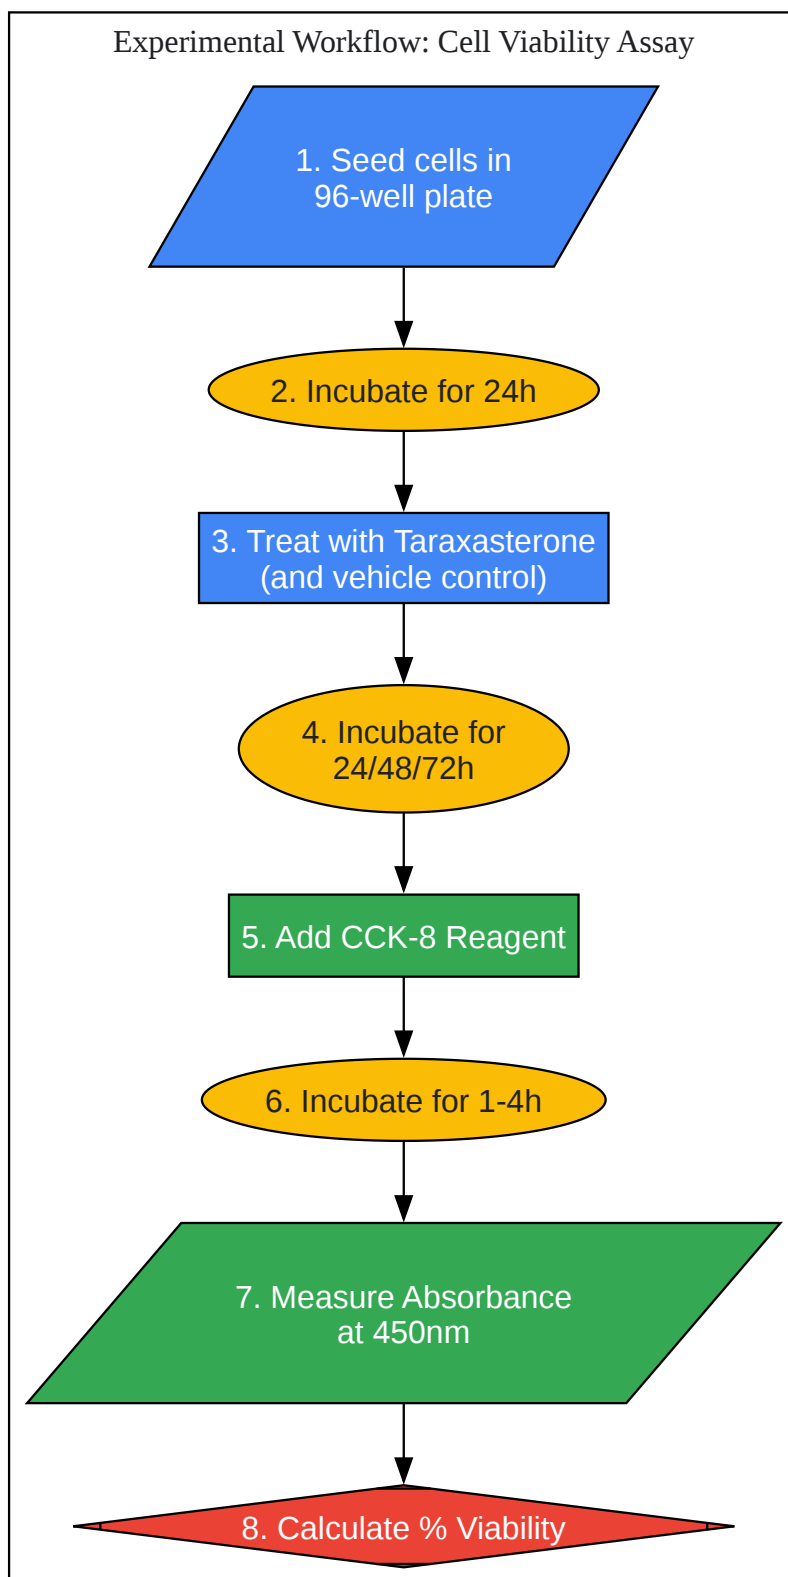 Experimental Workflow: Cell Viability Assay
1. Seed cells in
96-well plate
2. Incubate for 24h
3. Treat with Taraxasterone
(and vehicle control)
4. Incubate for
24/48/72h
5. Add CCK-8 Reagent
6. Incubate for 1-4h
7. Measure Absorbance
at 450nm
8. Calculate % Viability